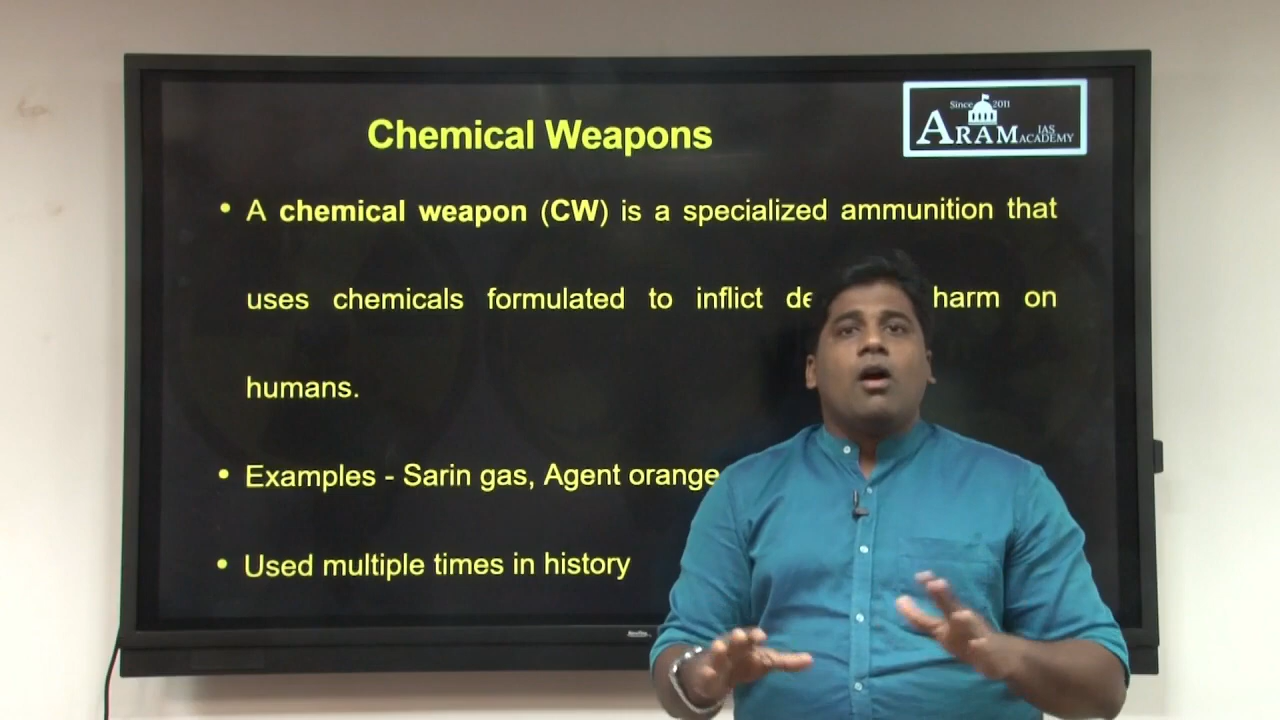 Since 2011
ARAM IAS ACADEMY
Chemical Weapons
• A chemical weapon (CW) is a specialized ammunition that
uses chemicals formulated to inflict harm on
humans.
• Examples - Sarin gas, Agent orange
• Used multiple times in history